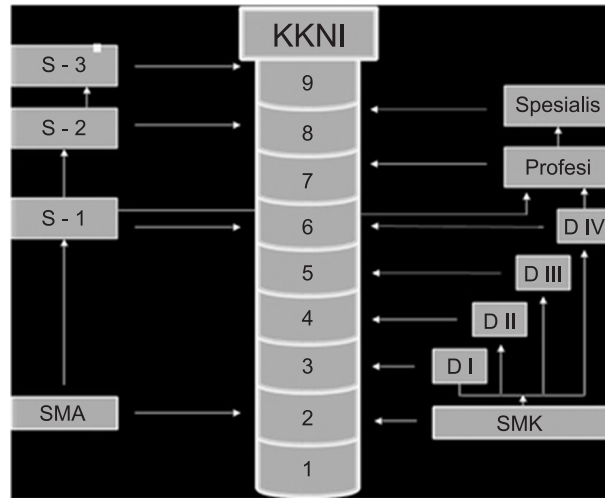 KKNI
S - 3
S - 2
S - 1
SMA
9
8
7
6
5
4
3
2
1
Spesialis
Profesi
D IV
D III
D II
D I
SMK